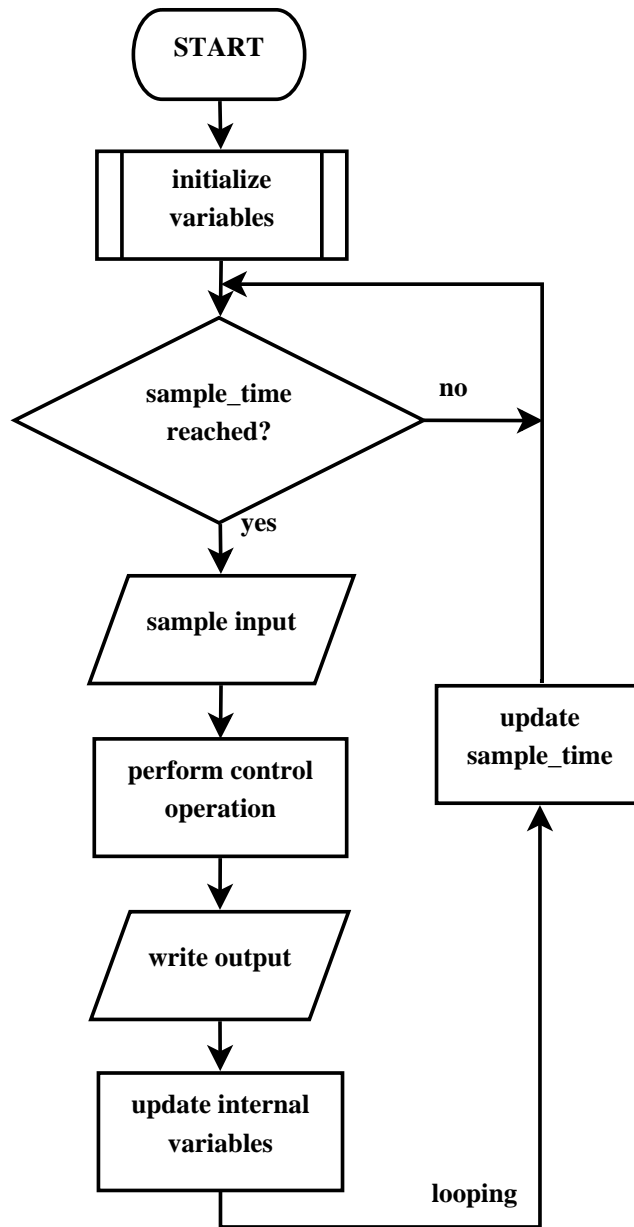 START
initialize
variables
sample_time
reached?
no
yes
sample input
update
sample_time
perform control
operation
write output
update internal
variables
looping